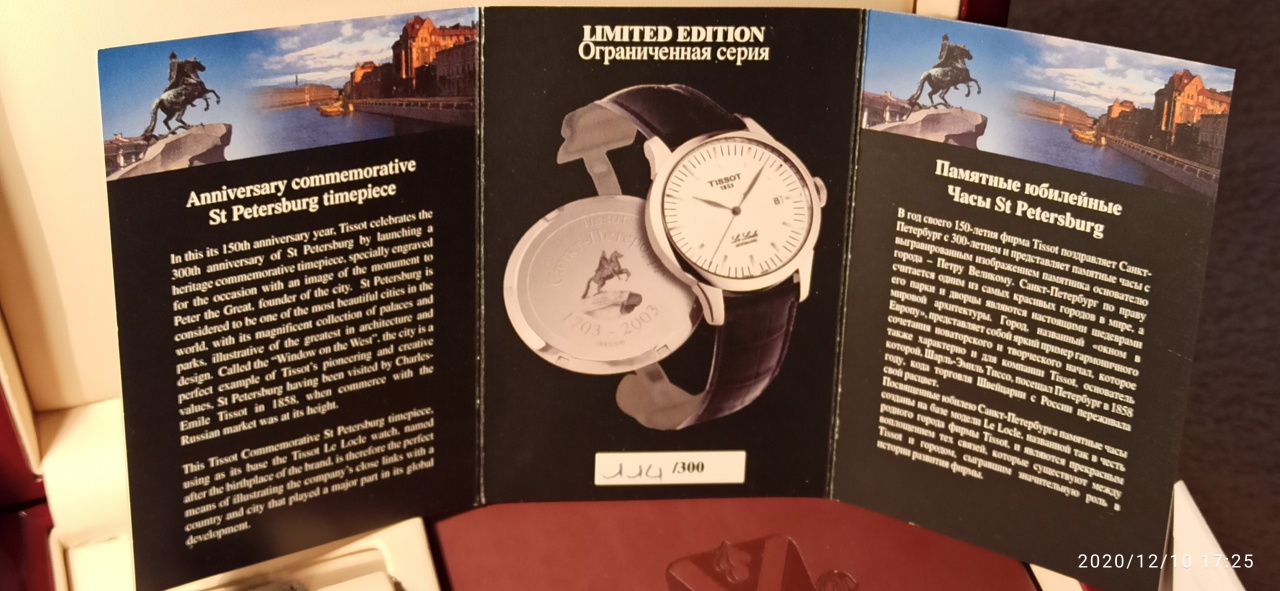 Anniversary commemorative
St Petersburg timepiece
In this its 150th anniversary year, Tissot celebrates the
300th anniversary of St Petersburg by launching a
heritage commemorative timepiece, specially engraved
for the occasion with an image of the monument to
Peter the Great, founder of the city. St Petersburg is
considered to be one of the most beautiful cities in the
world, with its magnificent collection of palaces and
parks, illustrative of the greatest in architecture and
design. Called the "Window on the West", the city is a
perfect example of Tissot's pioneering and creative
values, St Petersburg having been visited by Charles-
Emile Tissot in 1858, when commerce with the
Russian market was at its height.
This Tissot Commemorative St Petersburg timepiece,
using as its base the Tissot Le Locle watch, named
after the birthplace of the brand, is therefore the perfect
means of illustrating the company's close links with a
country and city that played a major part in its global
development.
LIMITED EDITION
Ограниченная серия
TISSOT
1853
8
Le Locle
AUTOMATIC
1703 - 2003
114 /300
Памятные юбилейные
Часы St Petersburg
В год своего 150-летия фирма Tissot поздравляет Санкт-
Петербург с 300-летием и представляет памятные часы с
выгравированным изображением памятника основателю
города – Петру Великому. Санкт-Петербург по праву
считается одним из самых красивых городов в мире, а
его парки и дворцы являются настоящими шедеврами
мировой архитектуры. Город, названный «окном в
Европу», представляет собой яркий пример гармоничного
сочетания новаторского и творческого начал, которое
также характерно и для компании Tissot, основатель
которой, Шарль-Эмиль Тиссо, посещал Петербург в 1858
году, кода торговля Швейцарии с Россией переживала
свой расцвет.
Посвященные юбилею Санкт-Петербурга памятные часы
созданы на базе модели Le Locle, названной так в честь
родного города фирмы Tissot, и являются прекрасным
воплощением тех связей, которые существуют между
Tissot и городом, сыгравшим значительную роль в
истории развития фирмы.
2020/12/10 17:25